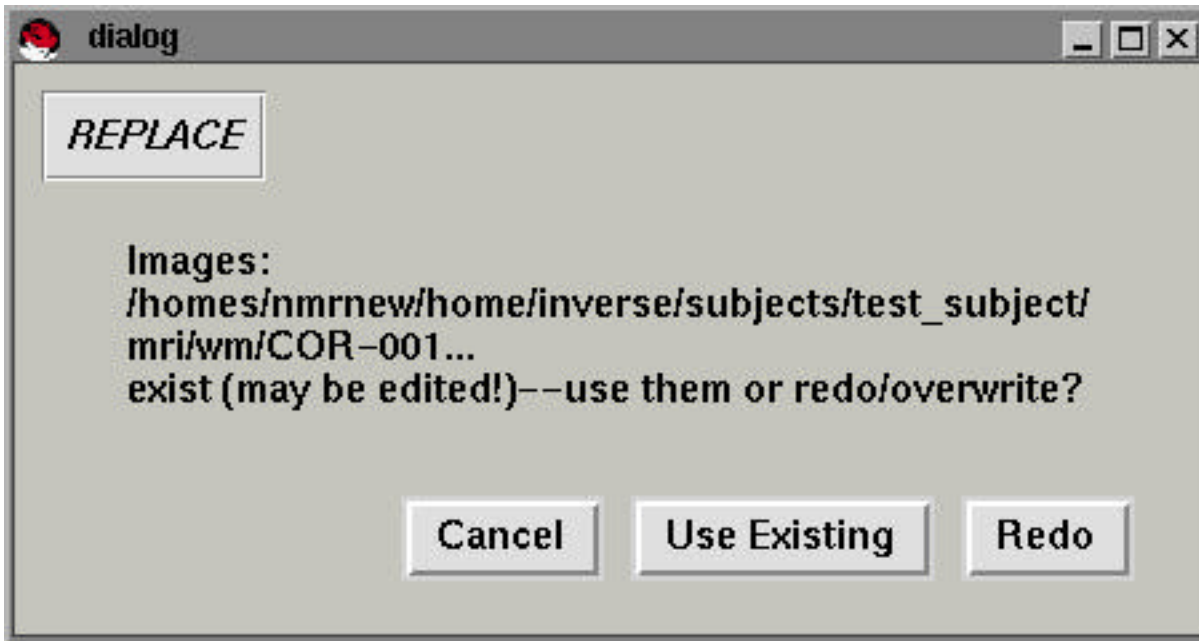 dialog
REPLACE
Images:
/homes/nmrnew/home/inverse/subjects/test_subject/
mri/wm/COR-001...
exist (may be edited!)--use them or redo/overwrite?
Cancel Use Existing Redo